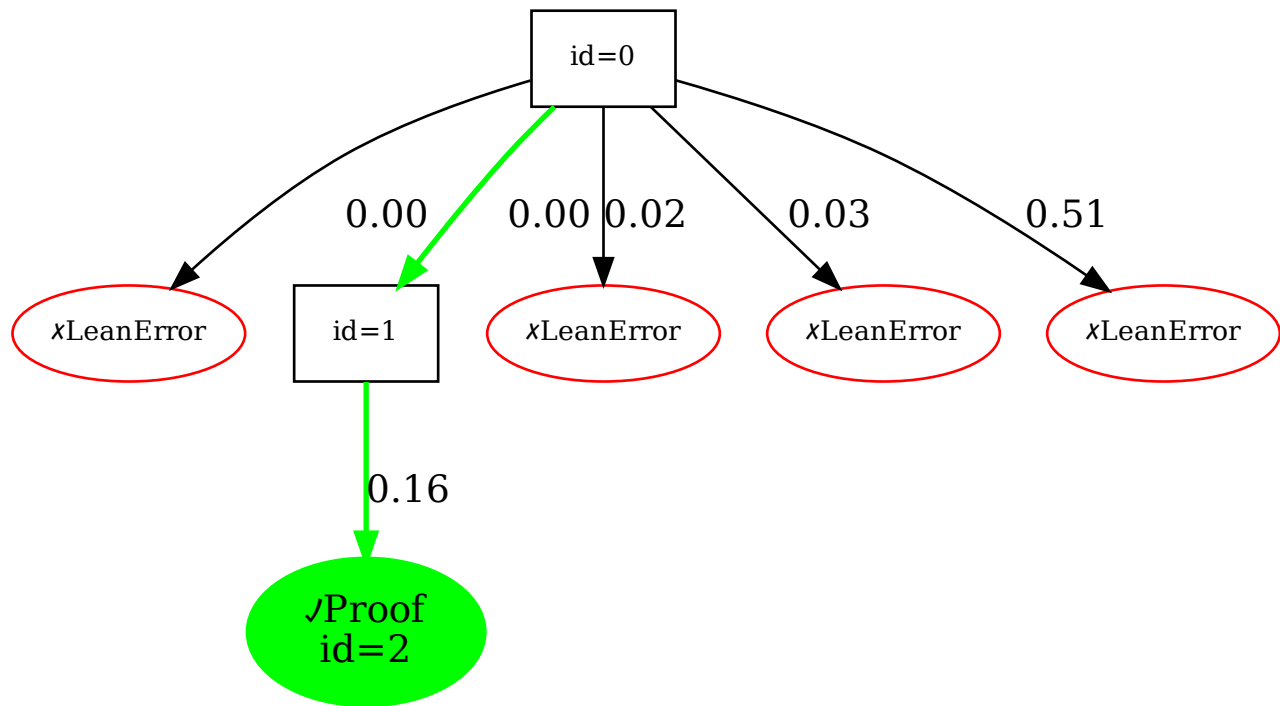 id=0
0.00
0.00
0.02
0.03
0.51
✗LeanError
id=1
✗LeanError
✗LeanError
✗LeanError
0.16
✓Proof
id=2